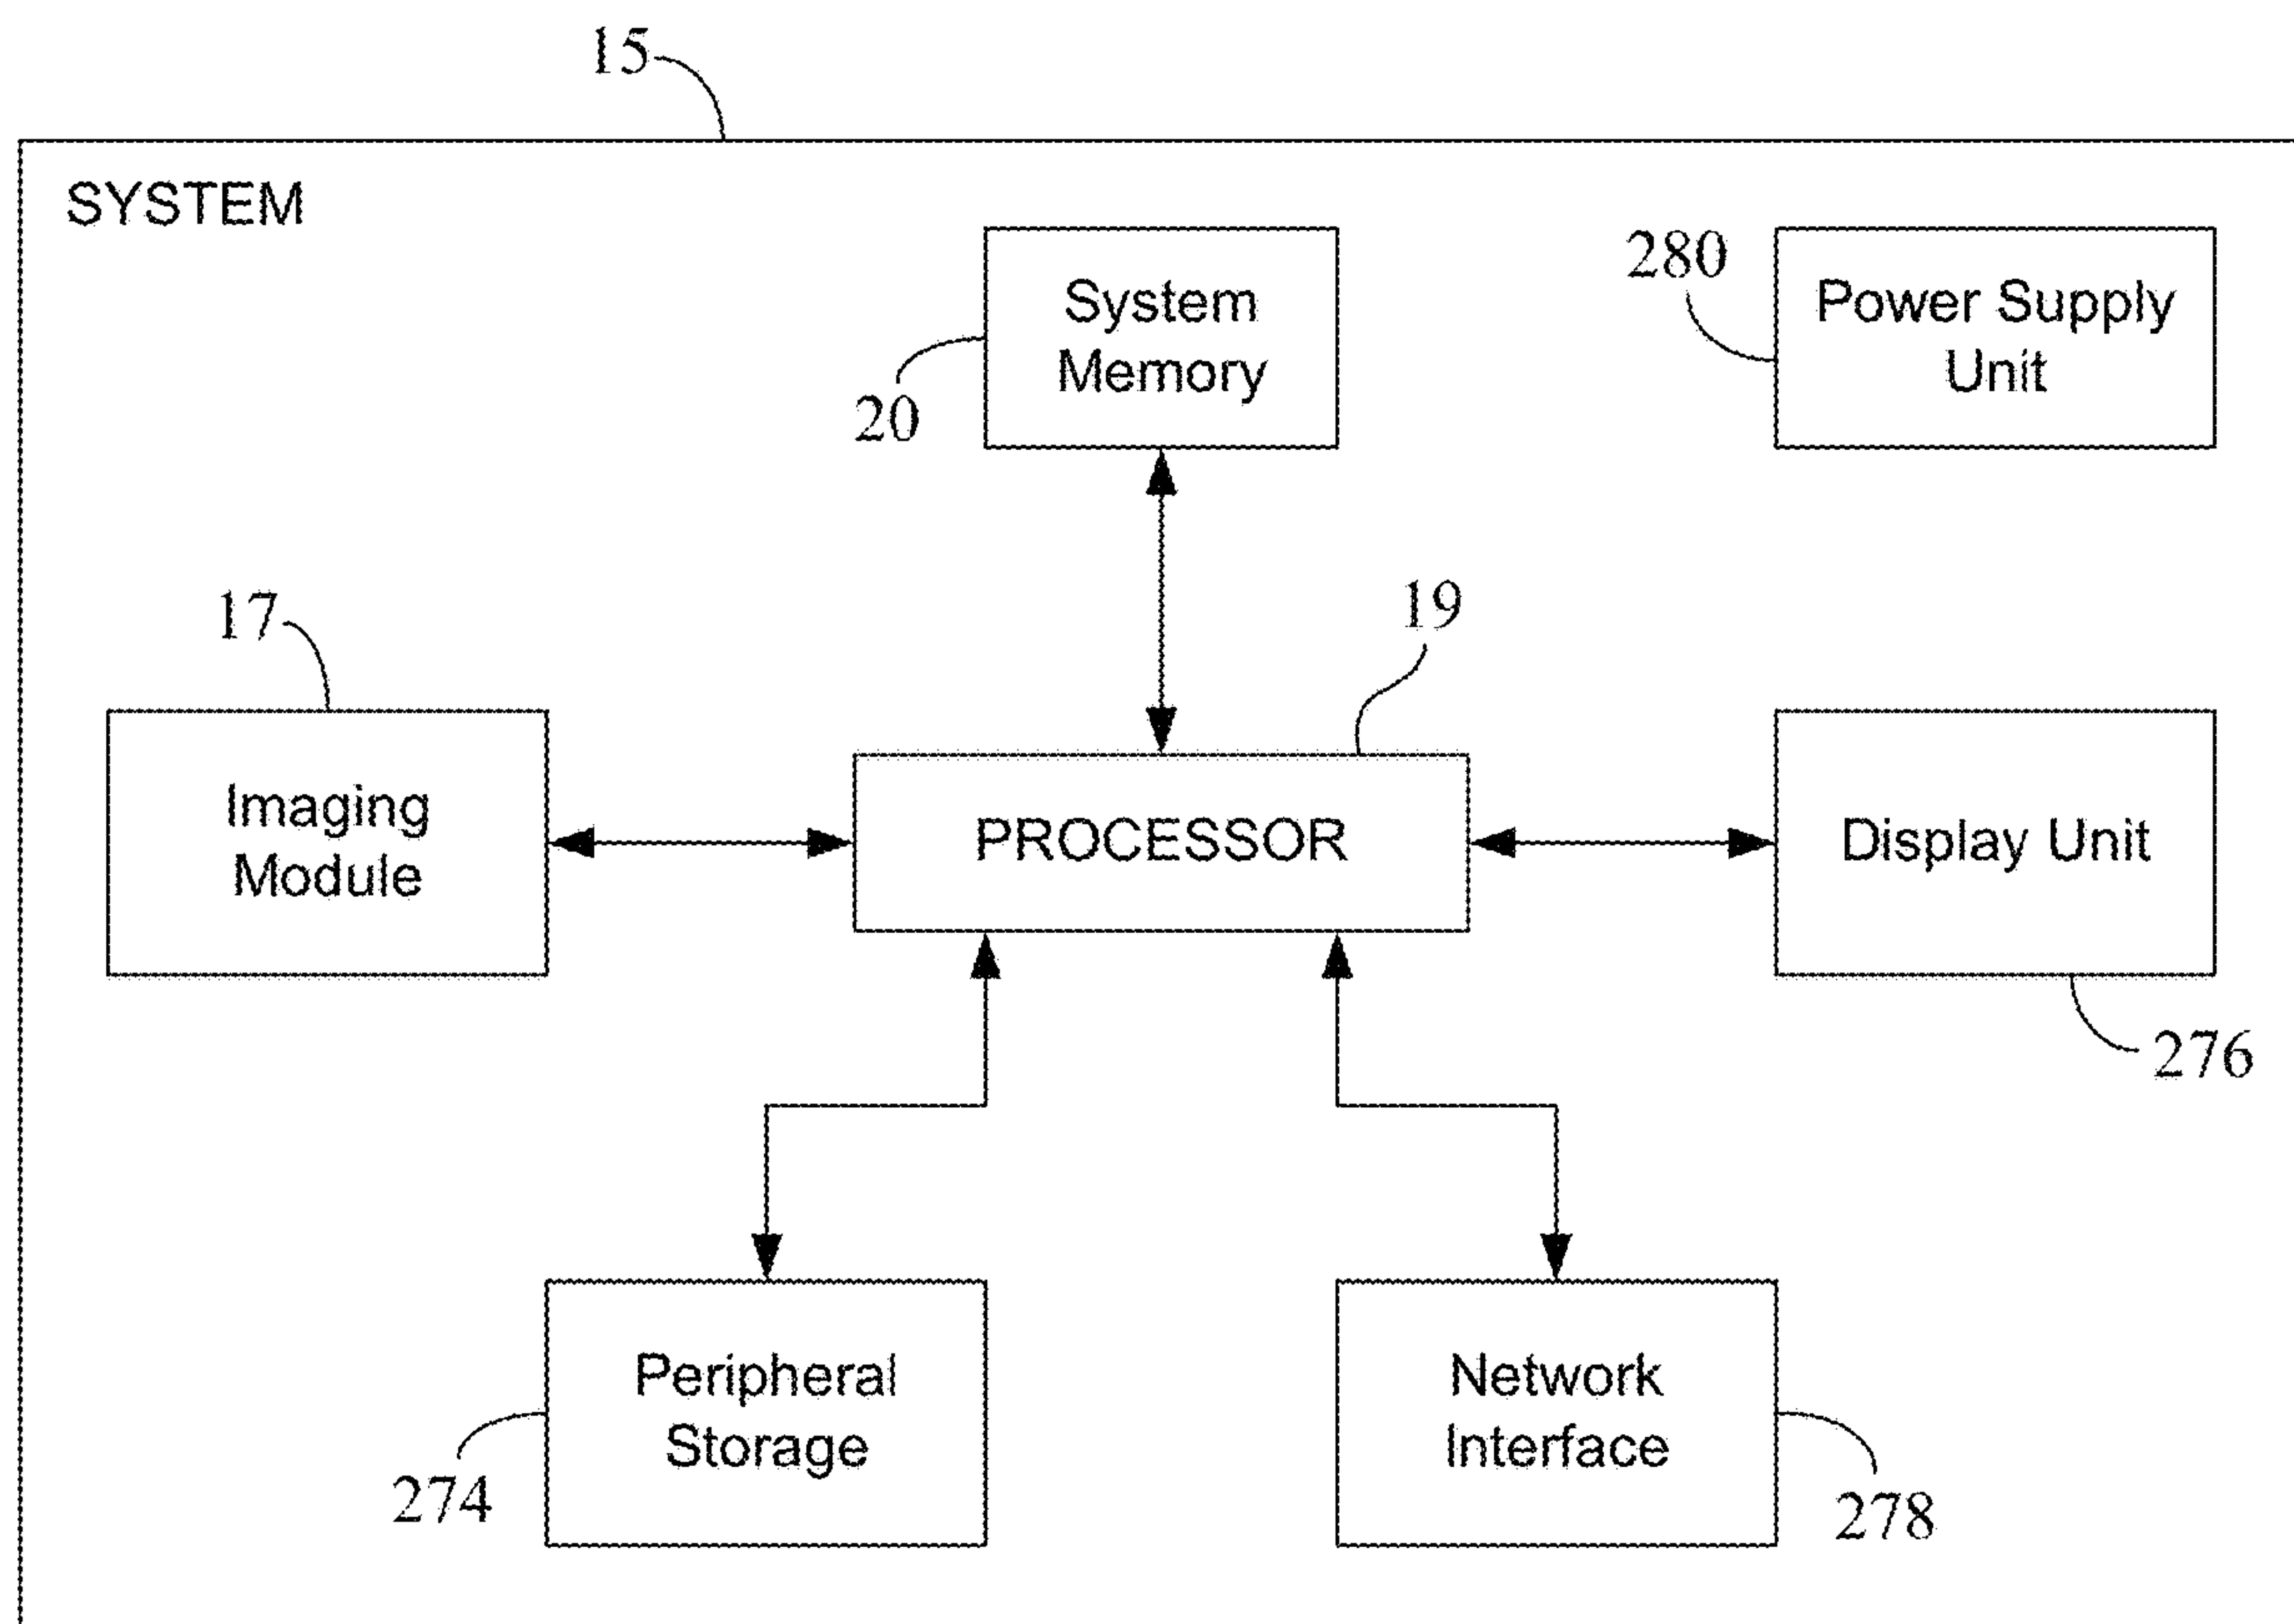 15
SYSTEM
System
Memory
20
280
Power Supply
Unit
17
Imaging
Module
19
PROCESSOR
Display Unit
276
Peripheral
Storage
274
Network
Interface
278